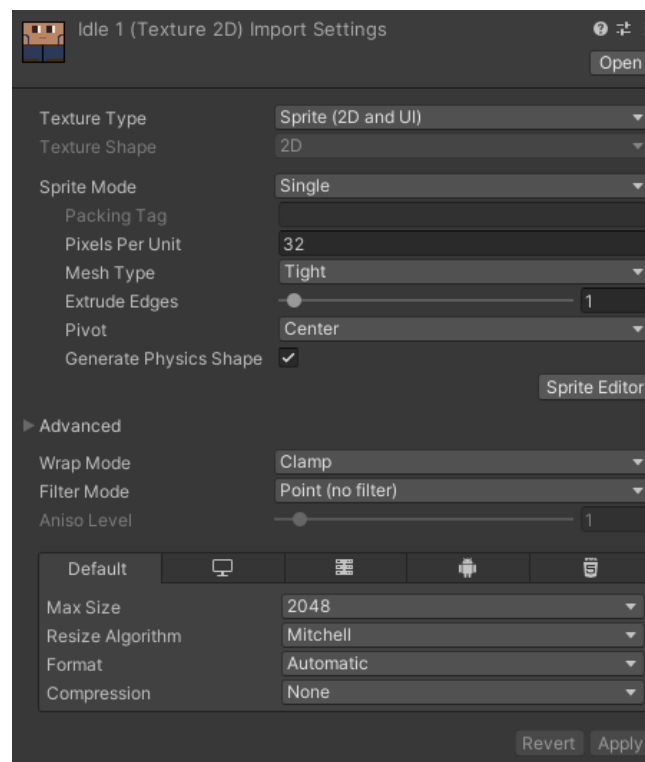 Idle 1 (Texture 2D) Import Settings
Open
Texture Type Sprite (2D and UI)
Texture Shape 2D
Sprite Mode Single
Packing Tag
Pixels Per Unit 32
Mesh Type Tight
Extrude Edges 1
Pivot Center
Generate Physics Shape
Sprite Editor
Advanced
Wrap Mode Clamp
Filter Mode Point (no filter)
Aniso Level 1
Default
Max Size 2048
Resize Algorithm Mitchell
Format Automatic
Compression None
Revert Apply